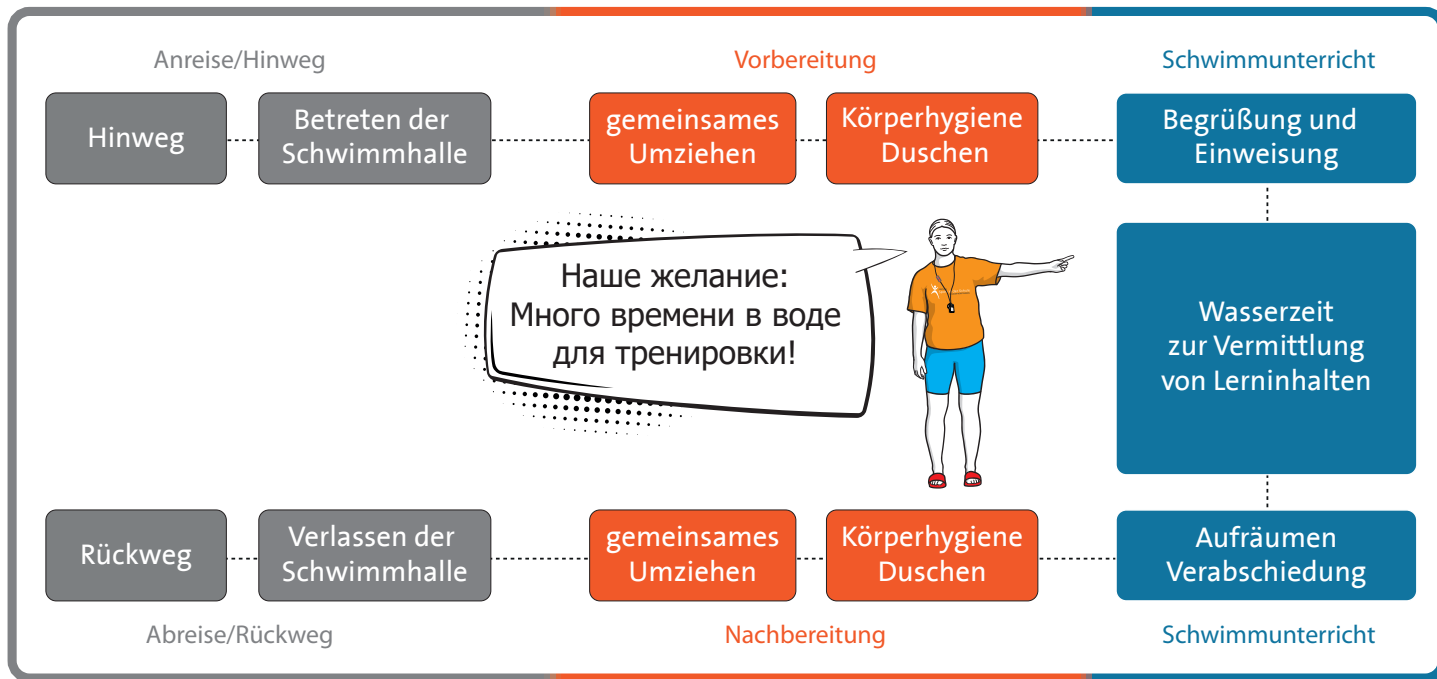 Anreise/Hinweg
Vorbereitung
Schwimmunterricht
Hinweg
Betreten der
Schwimmhalle
gemeinsames
Umziehen
Körperhygiene
Duschen
Begrüßung und
Einweisung
Наше желание:
Много времени в воде
для тренировки!
Wasserzeit
zur Vermittlung
von Lerninhalten
Rückweg
Verlassen der
Schwimmhalle
gemeinsames
Umziehen
Körperhygiene
Duschen
Aufräumen
Verabschiedung
Abreise/Rückweg
Nachbereitung
Schwimmunterricht